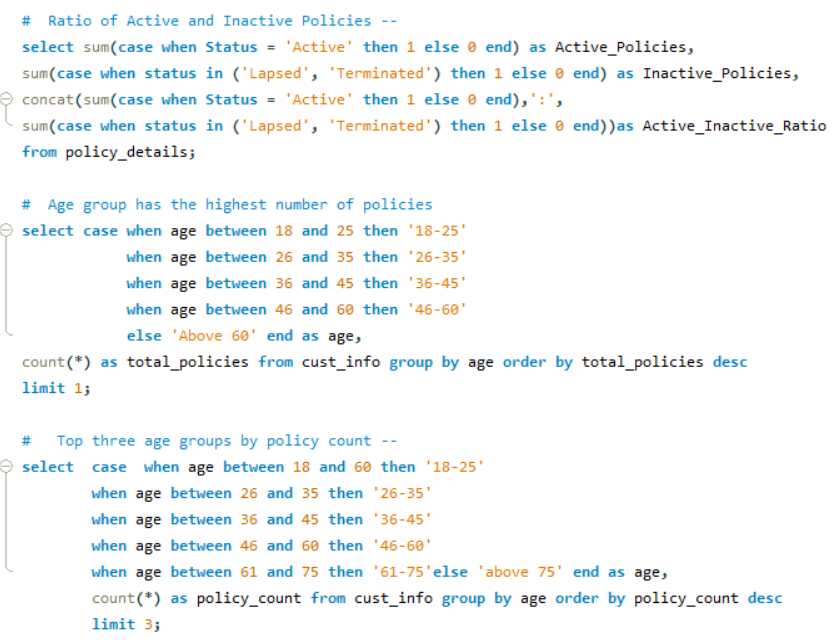 #  Ratio of Active and Inactive Policies --
select sum(case when Status = 'Active' then 1 else 0 end) as Active_Policies,
sum(case when status in ('Lapsed', 'Terminated') then 1 else 0 end) as Inactive_Policies,
concat(sum(case when Status = 'Active' then 1 else 0 end),':',
sum(case when status in ('Lapsed', 'Terminated') then 1 else 0 end))as Active_Inactive_Ratio
from policy_details;
#  Age group has the highest number of policies
select case when age between 18 and 25 then '18-25'
when age between 26 and 35 then '26-35'
when age between 36 and 45 then '36-45'
when age between 46 and 60 then '46-60'
else 'Above 60' end as age,
count(*) as total_policies from cust_info group by age order by total_policies desc
limit 1;
#   Top three age groups by policy count --
select  case  when age between 18 and 60 then '18-25'
when age between 26 and 35 then '26-35'
when age between 36 and 45 then '36-45'
when age between 46 and 60 then '46-60'
when age between 61 and 75 then '61-75'else 'above 75' end as age,
count(*) as policy_count from cust_info group by age order by policy_count desc
limit 3;